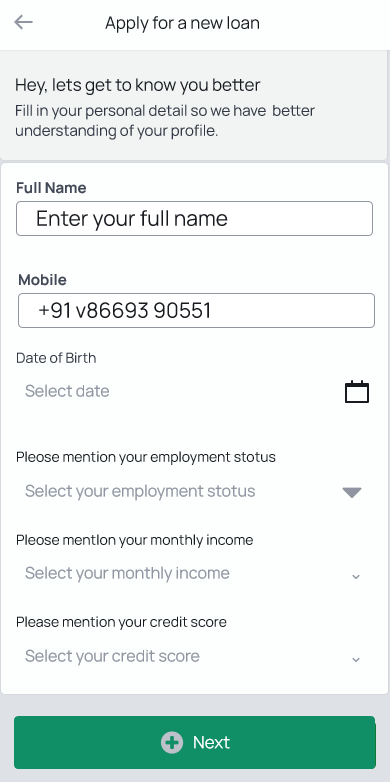 Apply for a new loan
Hey, lets get to know you better
Fill in your personal detail so we have better
understanding of your profile.
Full Name
Enter your full name
Mobile
+91 v86693 90551
Date of Birth
Select date
Please mention your employment stotus
Select your employment stotus
Please mentlon your monthly income
Select your monthly income
Please mention your credit score
Select your credit score
Next